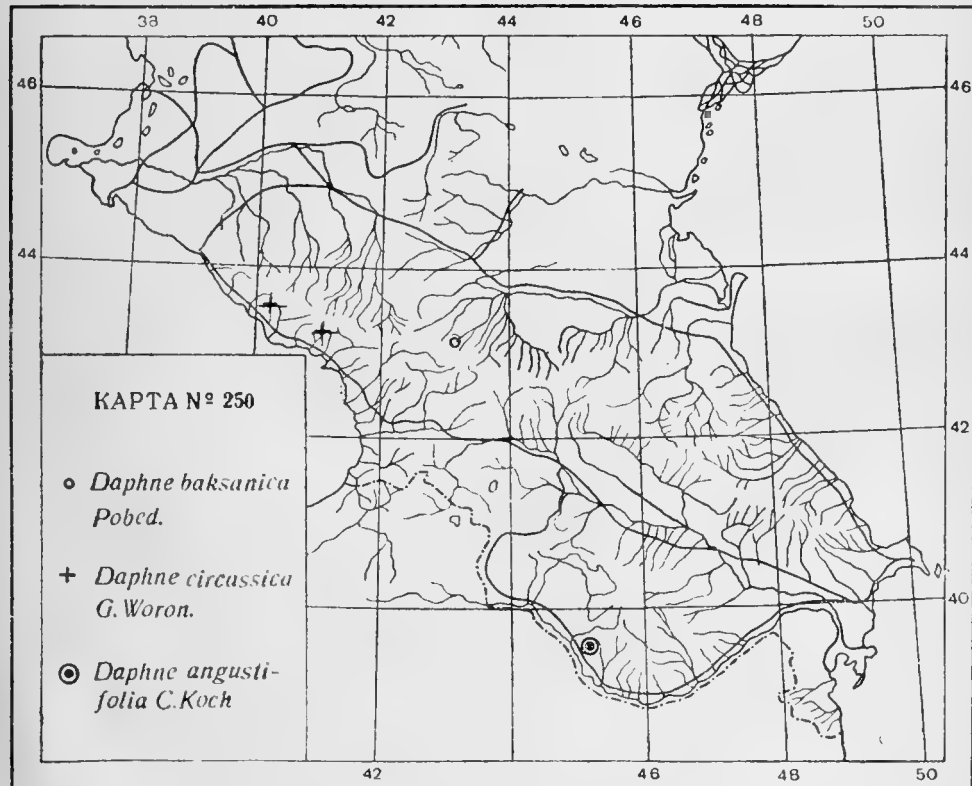 38 40 42 44 46 48 50
46 46
44 44
42
40
КАРТА № 250
Daphne baksanica
Pobed.
Daphne circassica
G. Woron.
Daphne angusti-
folia C. Koch
42 44 46 48 50